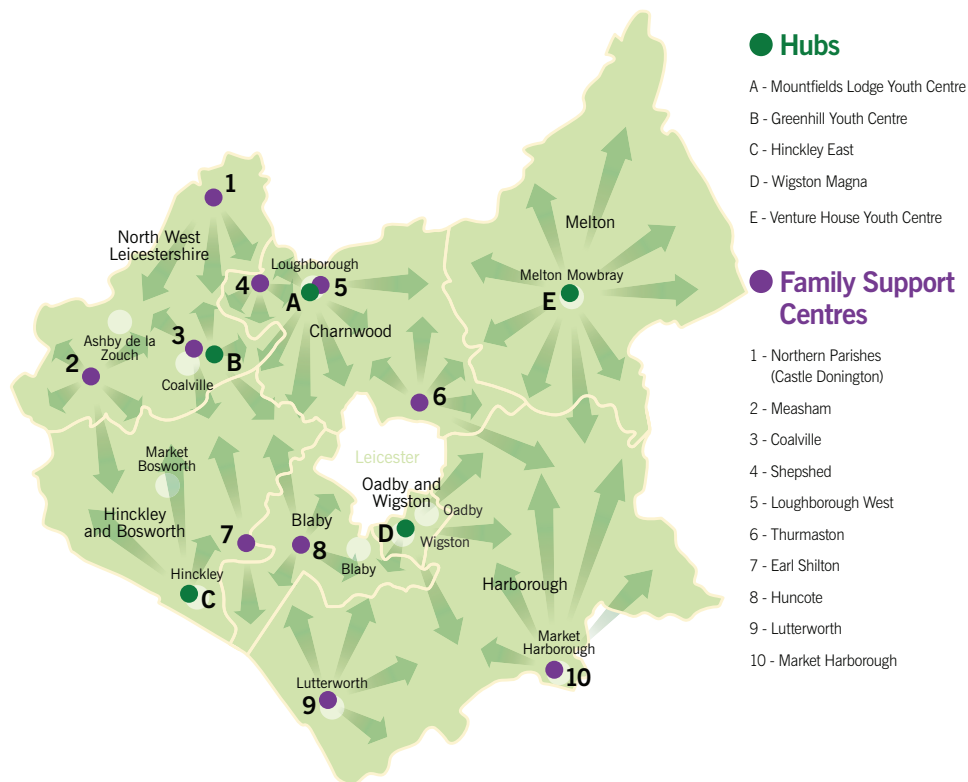 1
North West
Leicestershire
Melton
Loughborough
4
5
A
Melton Mowbray
E
Charnwood
Ashby de la
Zouch
3
B
2
Coalville
6
Market
Bosworth
Leicester
Oadby and
Wigston
Oadby
Hinckley
and Bosworth
7
Blaby
8
D
Wigston
Blaby
Hinckley
C
Harborough
Market
Harborough
10
Lutterworth
9
Hubs
A - Mountfields Lodge Youth Centre
B - Greenhill Youth Centre
C - Hinckley East
D - Wigston Magna
E - Venture House Youth Centre
Family Support
Centres
1 - Northern Parishes
(Castle Donington)
2 - Measham
3 - Coalville
4 - Shepshed
5 - Loughborough West
6 - Thurmaston
7 - Earl Shilton
8 - Huncote
9 - Lutterworth
10 - Market Harborough